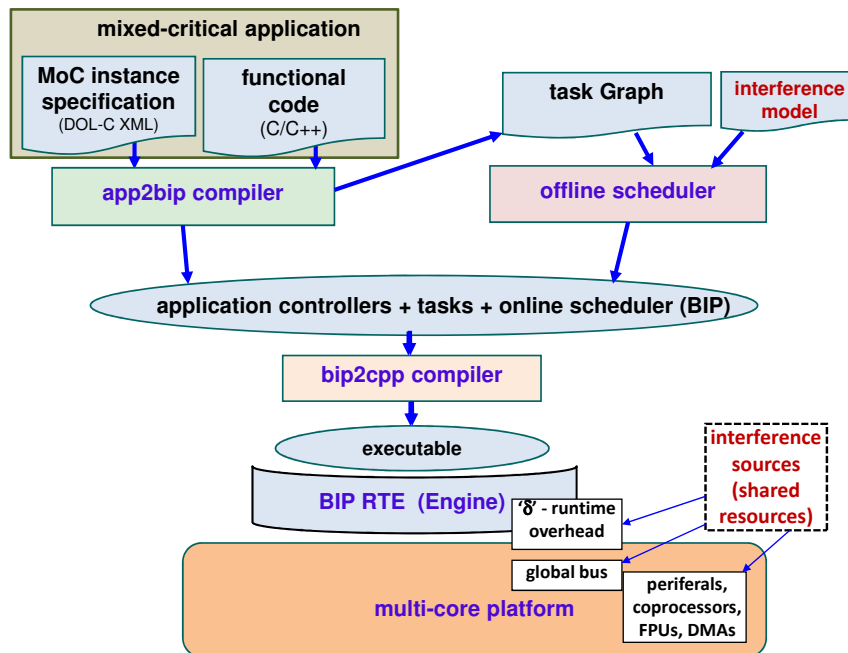 mixed-critical application
MoC instance
specification
(DOL-C XML)
functional
code
(C/C++)
task Graph
interference
model
app2bip compiler
offline scheduler
application controllers + tasks + online scheduler (BIP)
bip2cpp compiler
executable
BIP RTE (Engine)
interference
sources
(shared
resources)
‘δ’ - runtime
overhead
global bus
periferals,
coprocessors,
FPUs, DMAs
multi-core platform